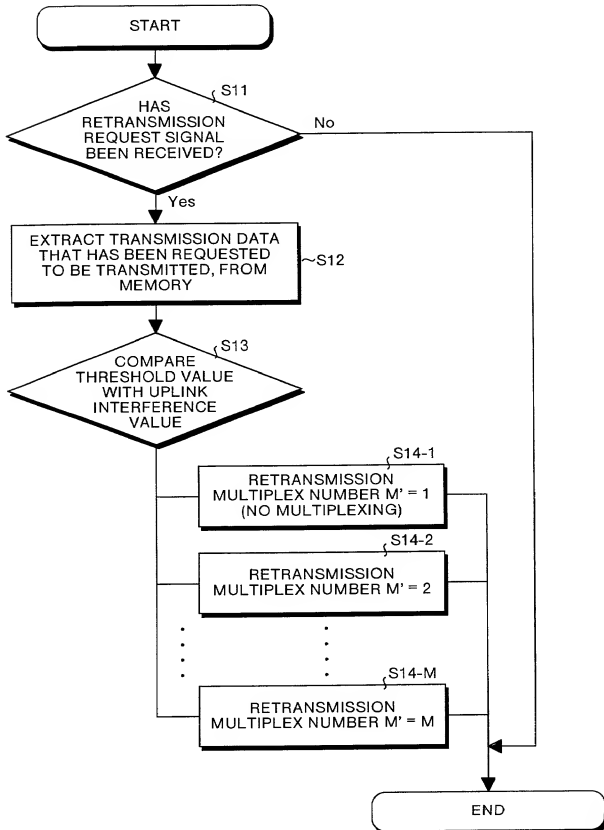 START
S11
HAS
RETRANSMISSION
REQUEST SIGNAL
BEEN RECEIVED?
No
Yes
EXTRACT TRANSMISSION DATA
THAT HAS BEEN REQUESTED
TO BE TRANSMITTED, FROM
MEMORY
S12
S13
COMPARE
THRESHOLD VALUE
WITH UPLINK
INTERFERENCE
VALUE
S14-1
RETRANSMISSION
MULTIPLEX NUMBER M' = 1
(NO MULTIPLEXING)
S14-2
RETRANSMISSION
MULTIPLEX NUMBER M' = 2
S14-M
RETRANSMISSION
MULTIPLEX NUMBER M' = M
END